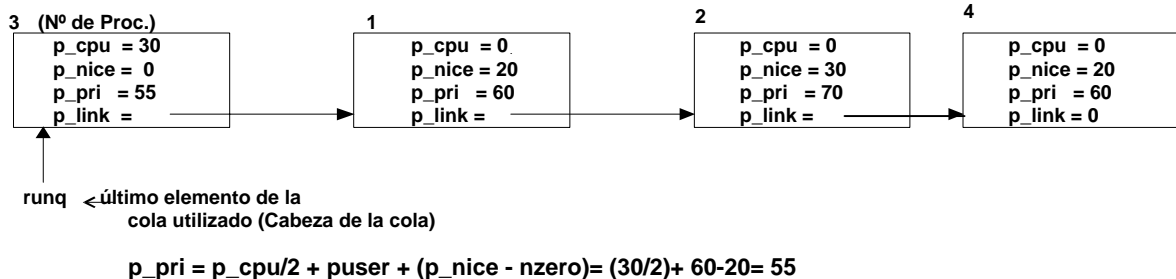 3 (Nº de Proc.)
p_cpu = 30
p_nice = 0
p_pri = 55
p_link =
1
p_cpu = 0
p_nice = 20
p_pri = 60
p_link =
2
p_cpu = 0
p_nice = 30
p_pri = 70
p_link =
4
p_cpu = 0
p_nice = 20
p_pri = 60
p_link = 0
runq último elemento de la
cola utilizado (Cabeza de la cola)
p_pri = p_cpu/2 + puser + (p_nice - nzero)= (30/2)+ 60-20= 55